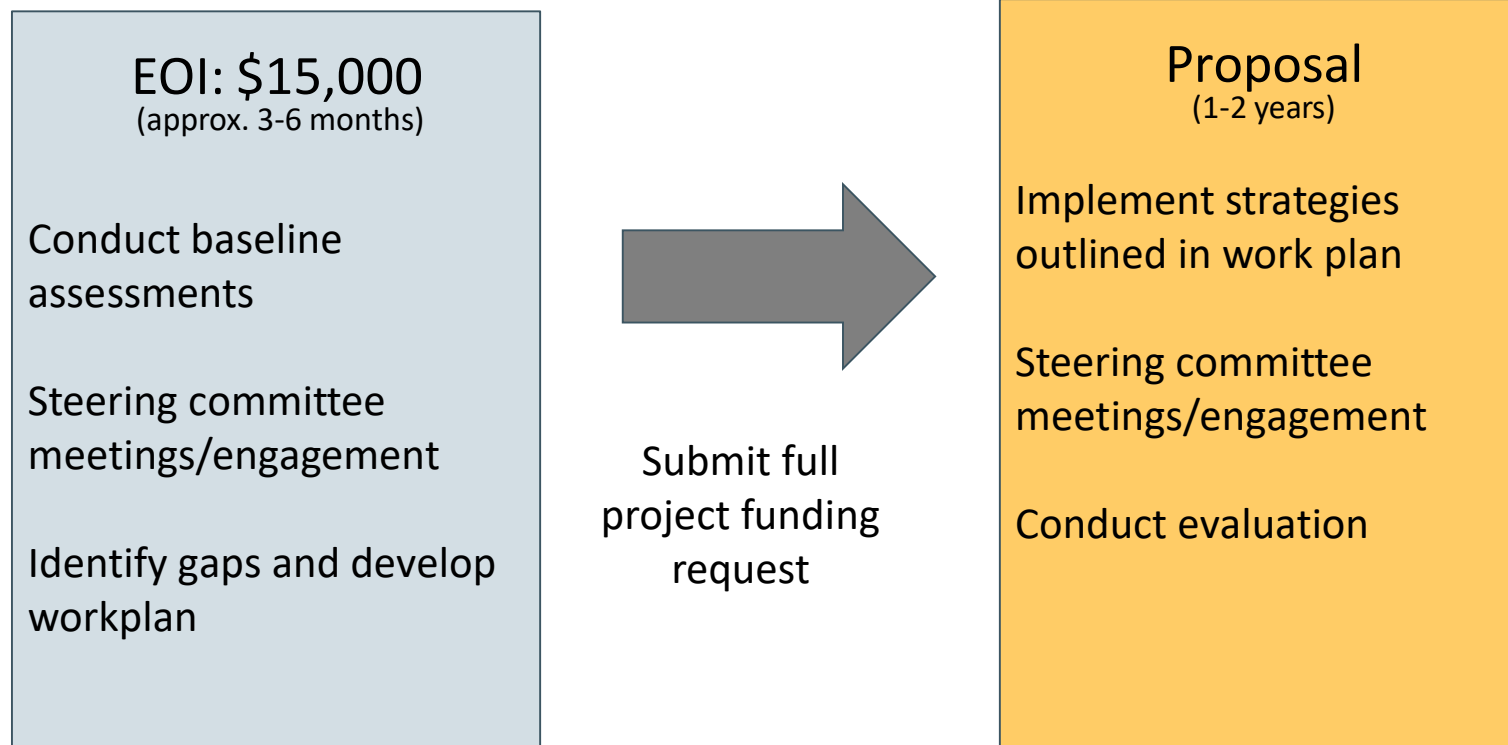 EOI: $15,000
(approx. 3-6 months)
Conduct baseline
assessments
Steering committee
meetings/engagement
Identify gaps and develop
workplan
Submit full
project funding
request
Proposal
(1-2 years)
Implement strategies
outlined in work plan
Steering committee
meetings/engagement
Conduct evaluation